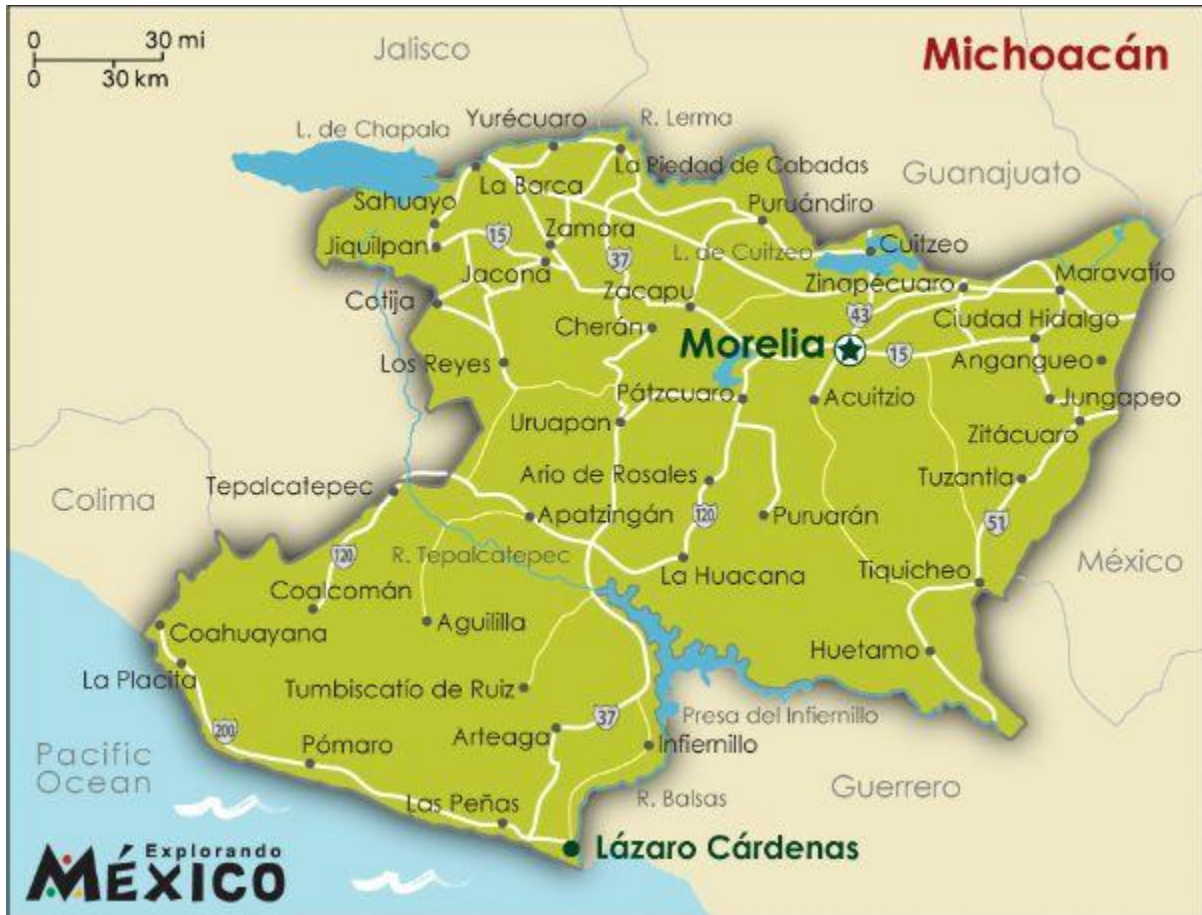 0 30 mi
0 30 km
Jalisco
Michoacán
Yurécuaro
R. Lerma
L. de Chapala
La Piedad de Cabadas
Guanajuato
La Barca
Sahuayo
Puruándiro
15
Zamora
Cuitzeo
Jiquilpan
37
L. de Cuitzeo
Jacona
Maravatío
Cotija
Zacapu
Zinapécuaro
43
Cherán
Ciudad Hidalgo
Morelia
15
Los Reyes
Angangueo
Pátzcuaro
Acuitzio
Jungapeo
Uruapan
Zitácuaro
Ario de Rosales
Tuzantla
Tepalcatepec
Colima
Apatzingán
120
Puruarán
51
120
R. Tepalcatepec
La Huacana
Tiquicheo
México
Coalcomán
Coahuayana
Aguililla
Huetamo
La Placita
Tumbiscatío de Ruiz
200
37
Presa del Infiernillo
Pacific
Ocean
Pómaro
Arteaga
Infiernillo
Guerrero
Las Peñas
R. Balsas
Lázaro Cárdenas
Explorando
MÉXICO